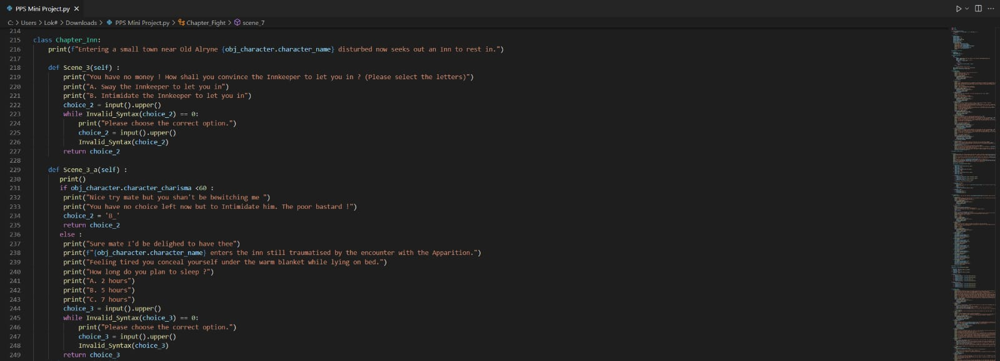 PPS Mini Project.py
C: > Users > Lok# > Downloads > PPS Mini Project.py > Chapter_Fight > scene_7
214
215 class Chapter_Inn:
216     print(f"Entering a small town near Old Alryne {obj_character.character_name} disturbed now seeks out an Inn to rest in.")
217
218     def Scene_3(self) :
219         print("You have no money ! How shall you convince the Innkeeper to let you in ? (Please select the letters)")
220         print("A. Sway the Innkeeper to let you in")
221         print("B. Intimidate the Innkeeper to let you in")
222         choice_2 = input().upper()
223         while Invalid_Syntax(choice_2) == 0:
224             print("Please choose the correct option.")
225             choice_2 = input().upper()
226             Invalid_Syntax(choice_2)
227         return choice_2
228
229     def Scene_3_a(self) :
230        print()
231        if obj_character.character_charisma <60 :
232         print("Nice try mate but you shan't be bewitching me ")
233         print("You have no choice left now but to Intimidate him. The poor bastard !")
234         choice_2 = 'B_'
235         return choice_2
236        else :
237         print("Sure mate I'd be delighed to have thee")
238         print(f"{obj_character.character_name} enters the inn still traumatised by the encounter with the Apparition.")
239         print("Feeling tired you conceal yourself under the warm blanket while lying on bed.")
240         print("How long do you plan to sleep ?")
241         print("A. 2 hours")
242         print("B. 5 hours")
243         print("C. 7 hours")
244         choice_3 = input().upper()
245         while Invalid_Syntax(choice_3) == 0:
246             print("Please choose the correct option.")
247             choice_3 = input().upper()
248             Invalid_Syntax(choice_3)
249         return choice_3